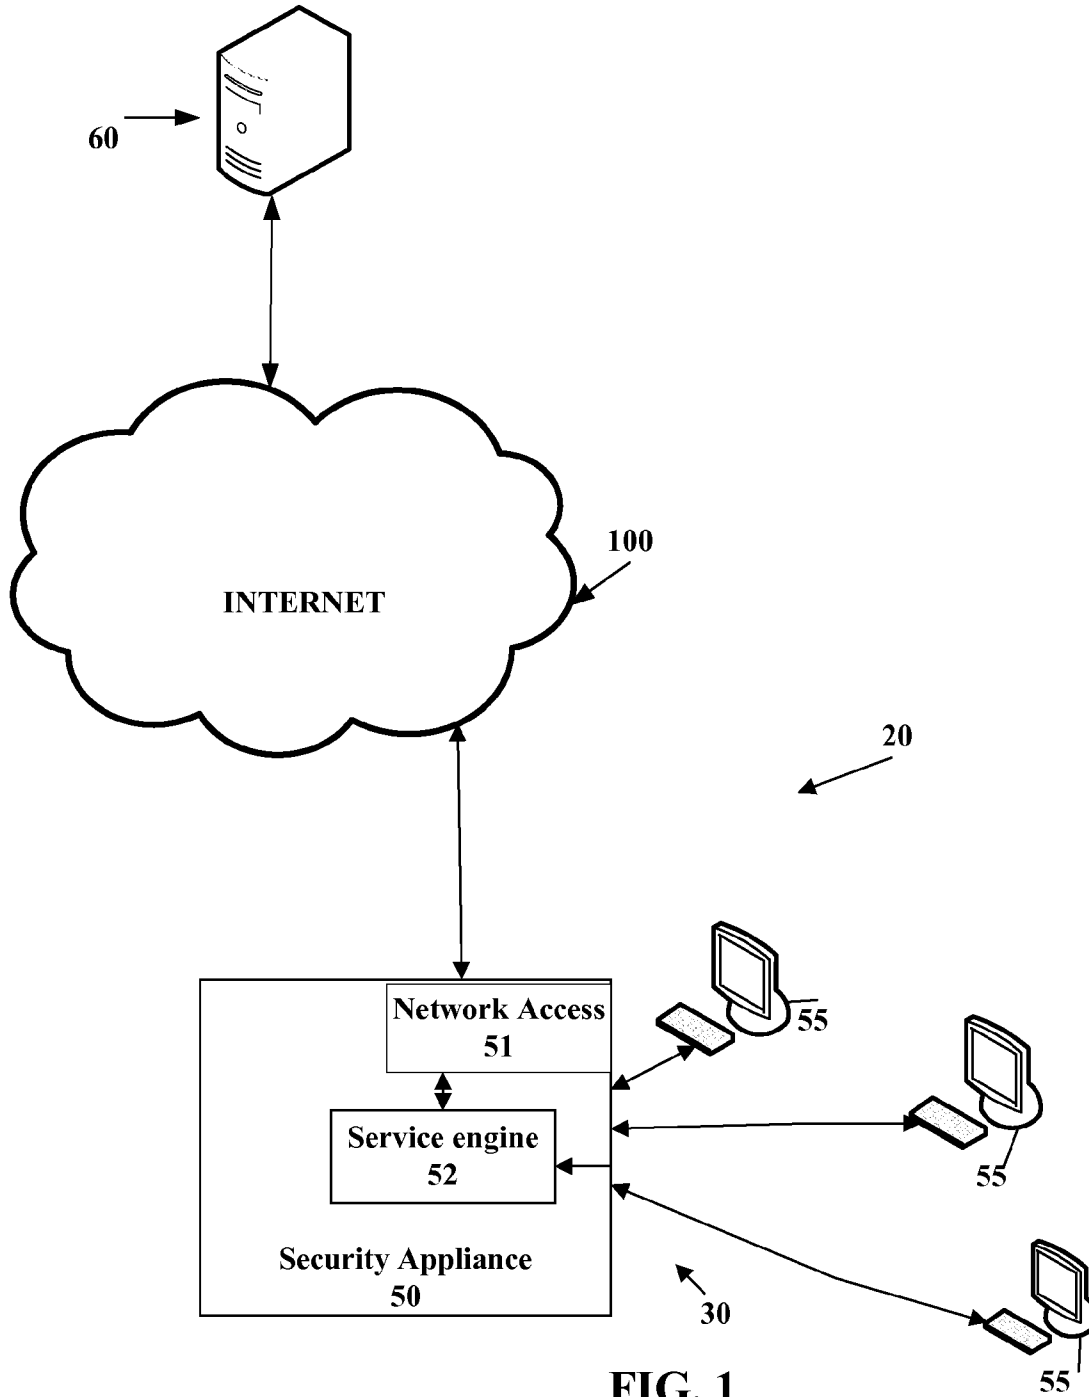 60
100
INTERNET
20
Network Access
51
55
Service engine
52
55
Security Appliance
50
30
55
FIG. 1